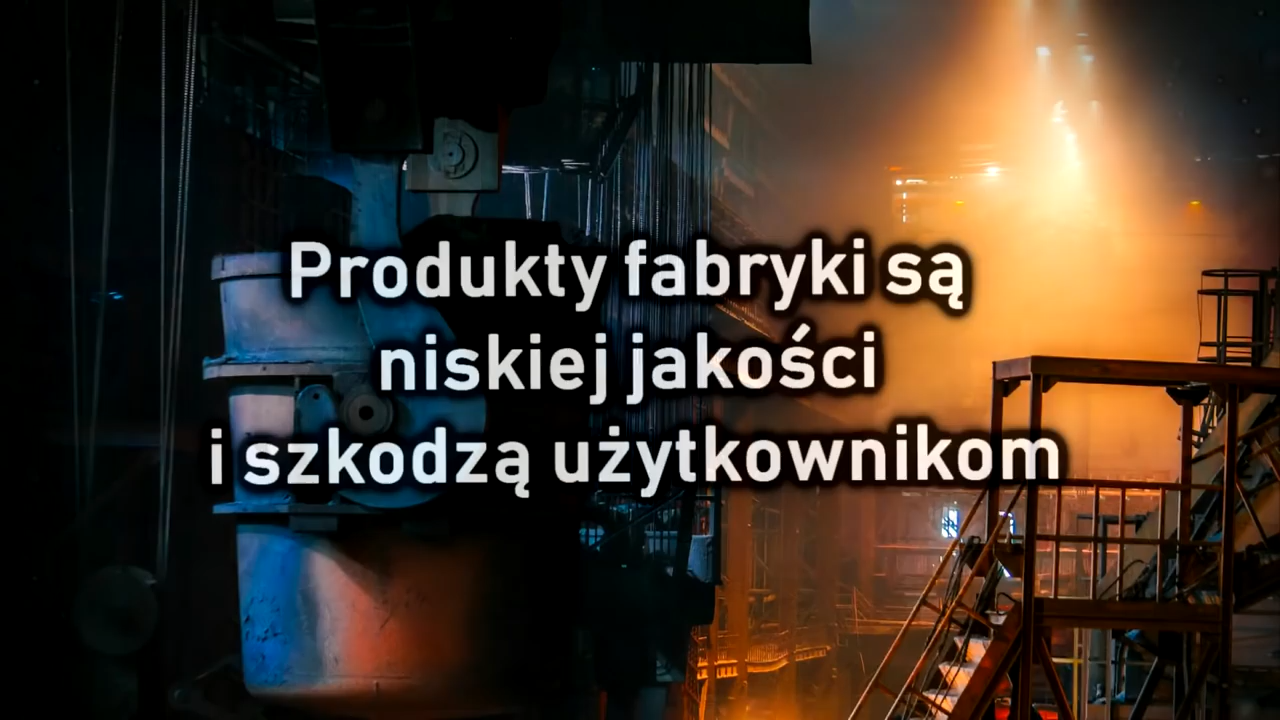 Produkty fabryki są
niskiej jakości
i szkodzą użytkownikom